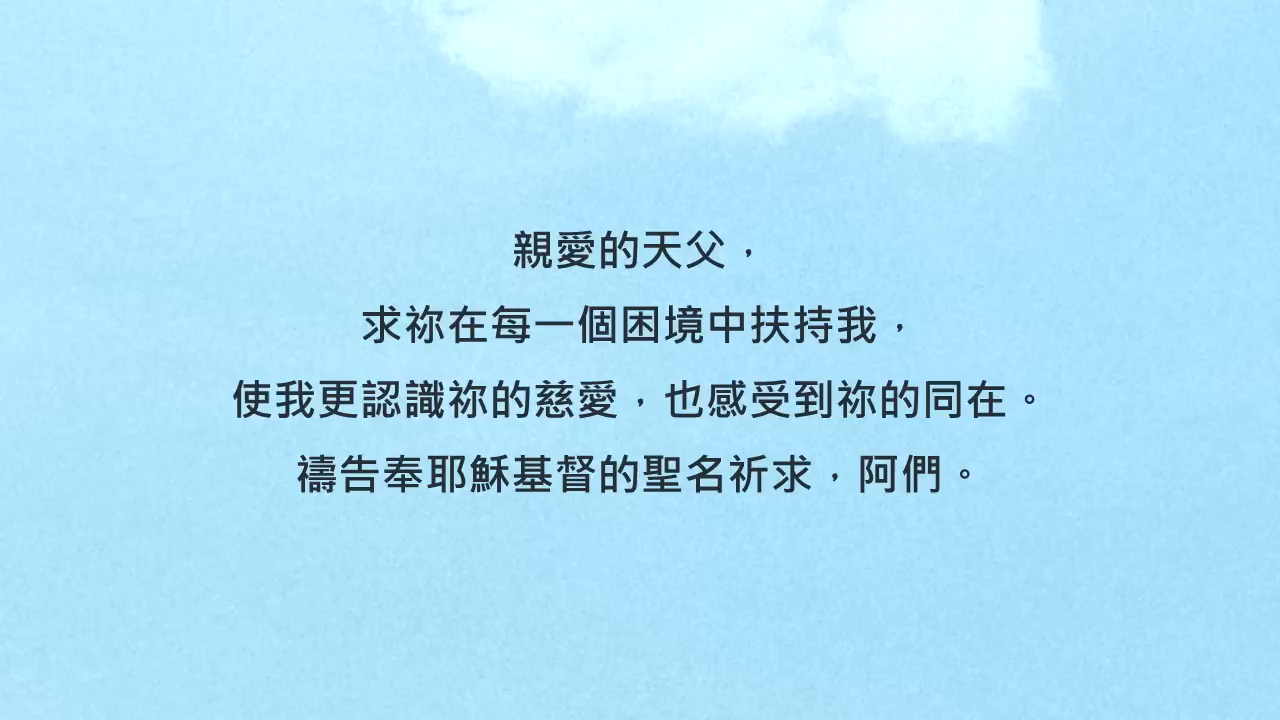 親愛的天父，
求祢在每一個困境中扶持我，
使我更認識祢的慈愛，也感受到祢的同在。
禱告奉耶穌基督的聖名祈求，阿們。